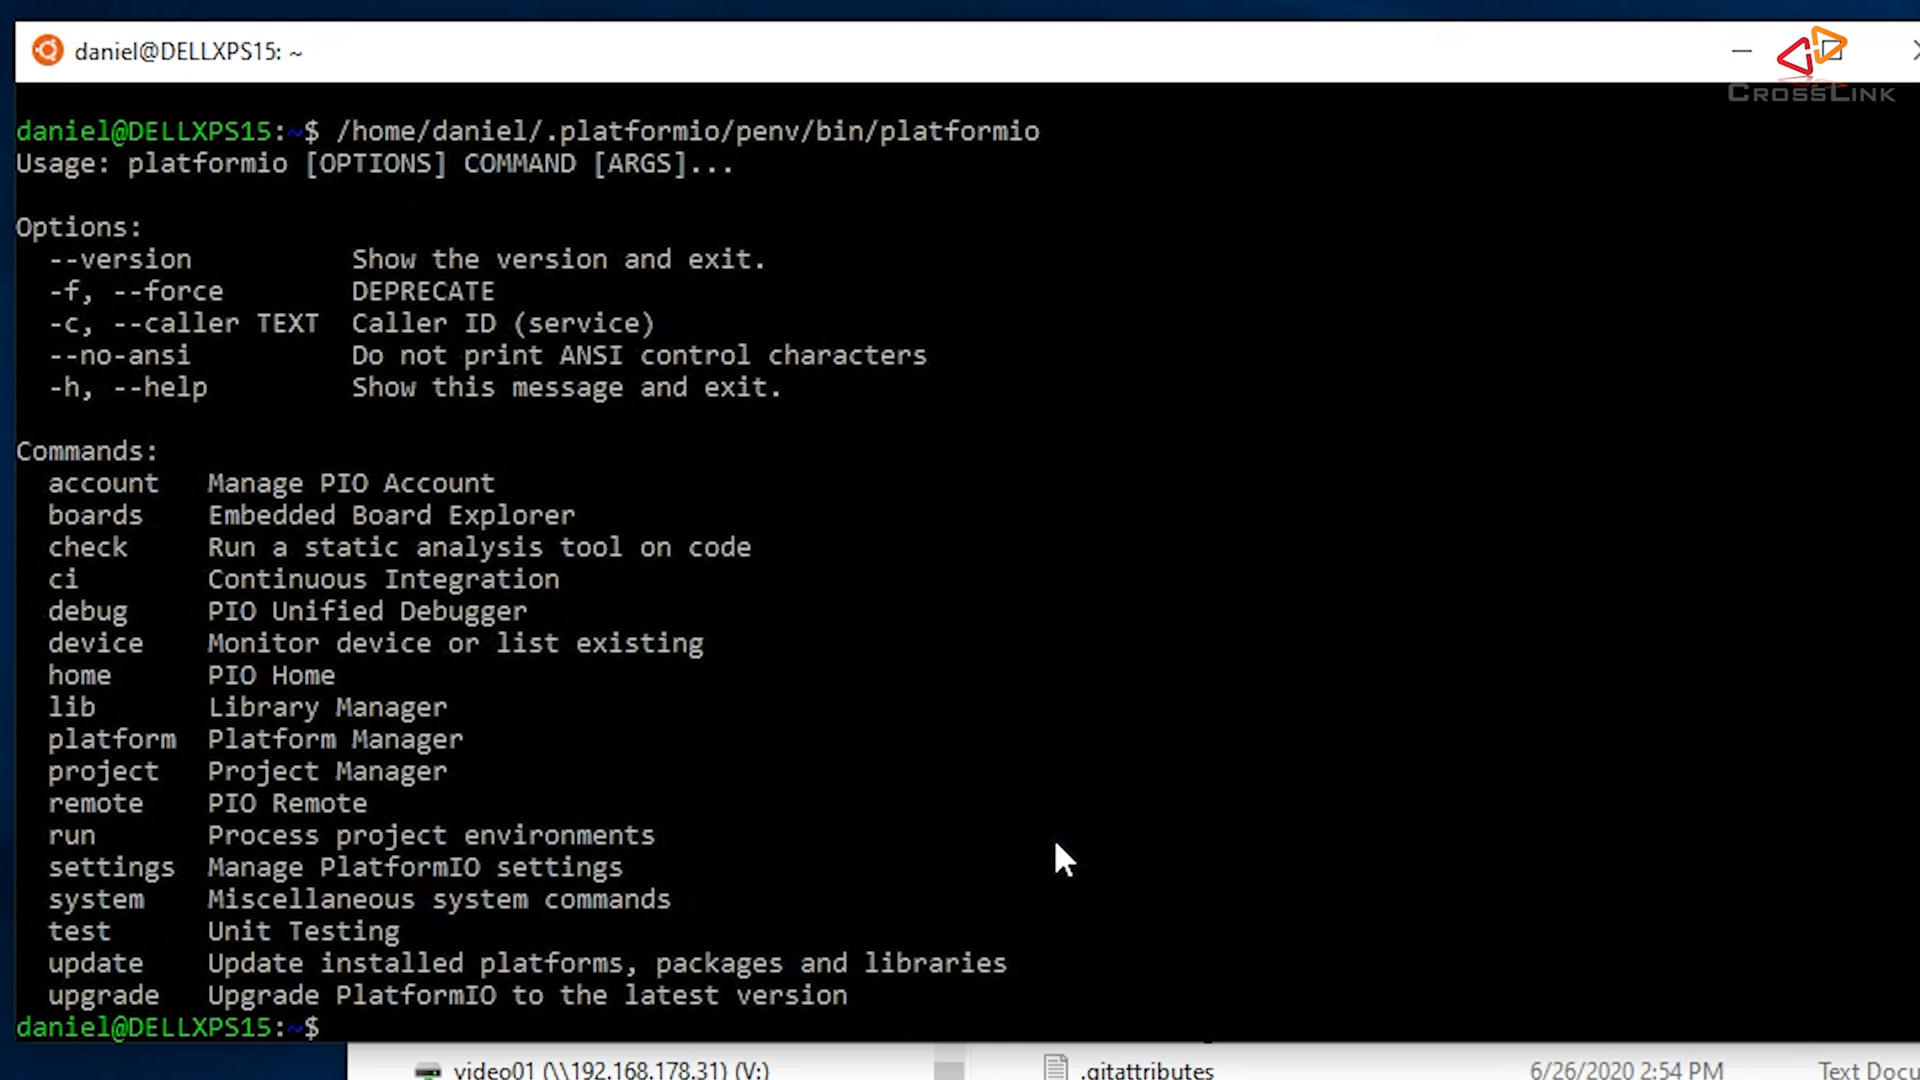 daniel@DELLXPS15: ~
CROSSLINK
daniel@DELLXPS15:~$ /home/daniel/.platformio/penv/bin/platformio
Usage: platformio [OPTIONS] COMMAND [ARGS]...
Options:
--version Show the version and exit.
-f, --force DEPRECATE
-c, --caller TEXT Caller ID (service)
--no-ansi Do not print ANSI control characters
-h, --help Show this message and exit.
Commands:
account Manage PIO Account
boards Embedded Board Explorer
check Run a static analysis tool on code
ci Continuous Integration
debug PIO Unified Debugger
device Monitor device or list existing
home PIO Home
lib Library Manager
platform Platform Manager
project Project Manager
remote PIO Remote
run Process project environments
settings Manage PlatformIO settings
system Miscellaneous system commands
test Unit Testing
update Update installed platforms, packages and libraries
upgrade Upgrade PlatformIO to the latest version
daniel@DELLXPS15:~$
video01 (\\192.168.178.31) (V:) .gitattributes 6/26/2020 2:54 PM Text Docu